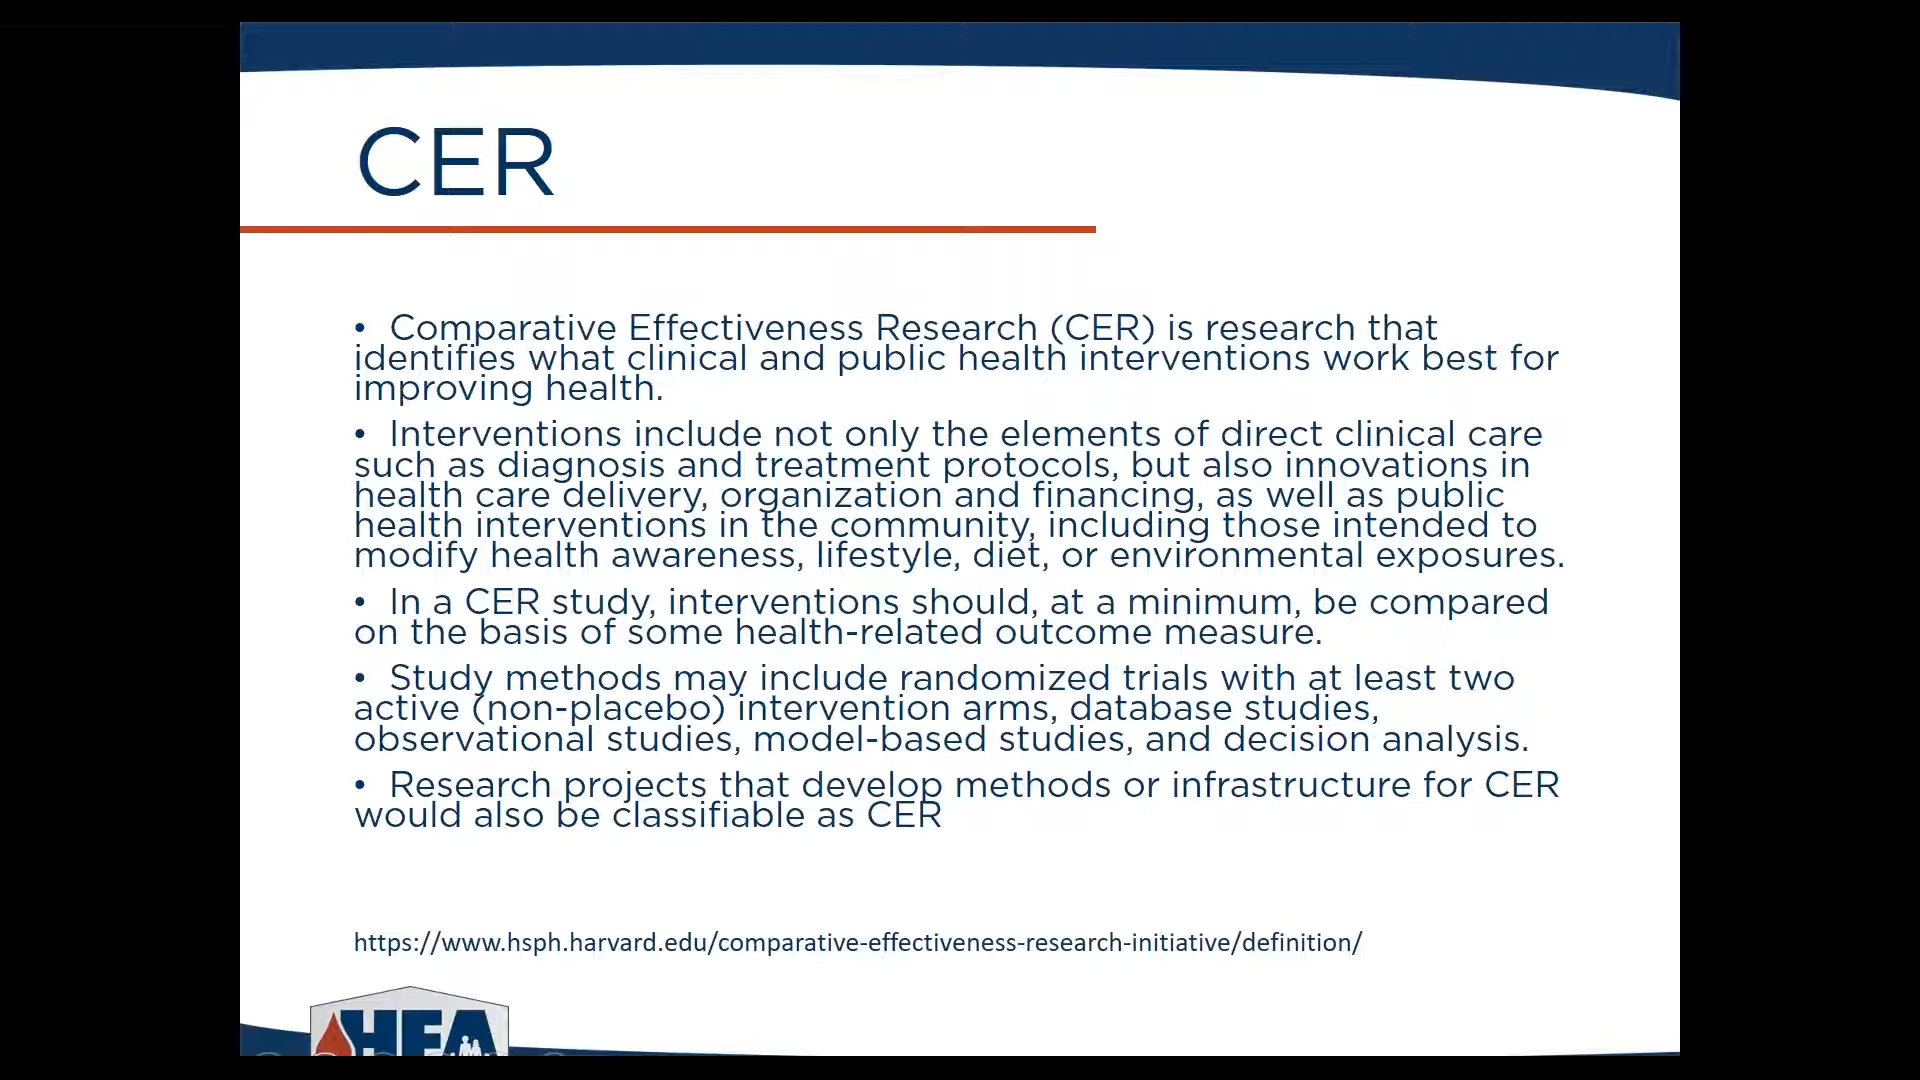 CER
• Comparative Effectiveness Research (CER) is research that
identifies what clinical and public health interventions work best for
improving health.
• Interventions include not only the elements of direct clinical care
such as diagnosis and treatment protocols, but also innovations in
health care delivery, organization and financing, as well as public
health interventions in the community, including those intended to
modify health awareness, lifestyle, diet, or environmental exposures.
• In a CER study, interventions should, at a minimum, be compared
on the basis of some health-related outcome measure.
• Study methods may include randomized trials with at least two
active (non-placebo) intervention arms, database studies,
observational studies, model-based studies, and decision analysis.
• Research projects that develop methods or infrastructure for CER
would also be classifiable as CER
https://www.hsph.harvard.edu/comparative-effectiveness-research-initiative/definition/
HFA